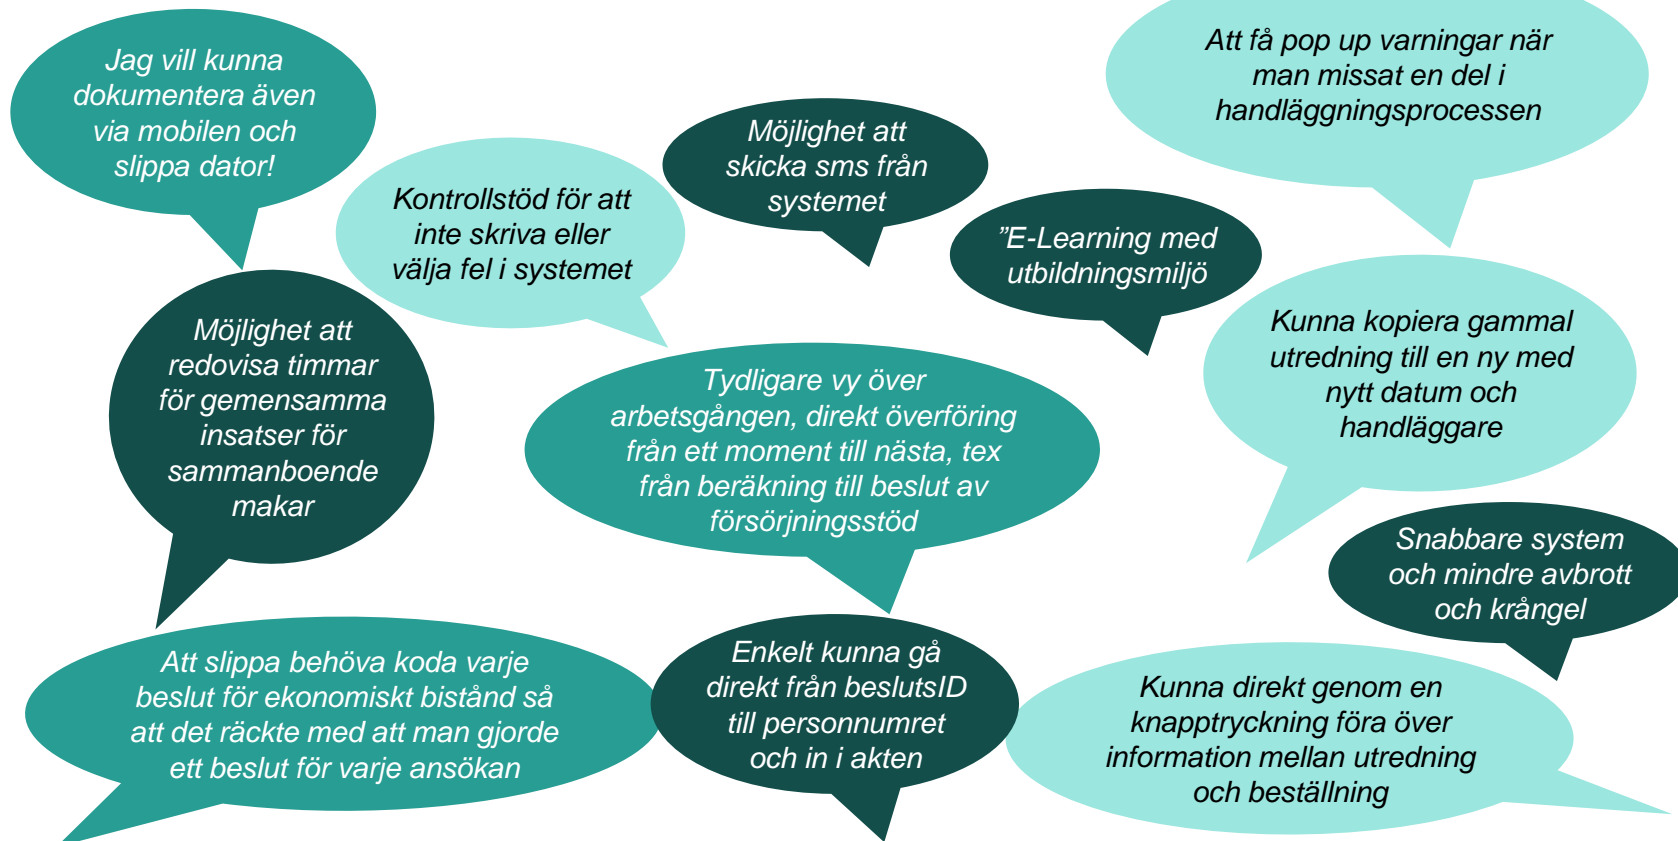 Jag vill kunna
dokumentera även
via mobilen och
slippa dator!
Kontrollstöd för att
inte skriva eller
välja fel i systemet
Möjlighet att
skicka sms från
systemet
”E-Learning med
utbildningsmiljö
Att få pop up varningar när
man missat en del i
handläggningsprocessen
Möjlighet att
redovisa timmar
för gemensamma
insatser för
sammanboende
makar
Tydligare vy över
arbetsgången, direkt överföring
från ett moment till nästa, tex
från beräkning till beslut av
försörjningsstöd
Kunna kopiera gammal
utredning till en ny med
nytt datum och
handläggare
Snabbare system
och mindre avbrott
och krångel
Att slippa behöva koda varje
beslut för ekonomiskt bistånd så
att det räckte med att man gjorde
ett beslut för varje ansökan
Enkelt kunna gå
direkt från beslutsID
till personnumret
och in i akten
Kunna direkt genom en
knapptryckning föra över
information mellan utredning
och beställning